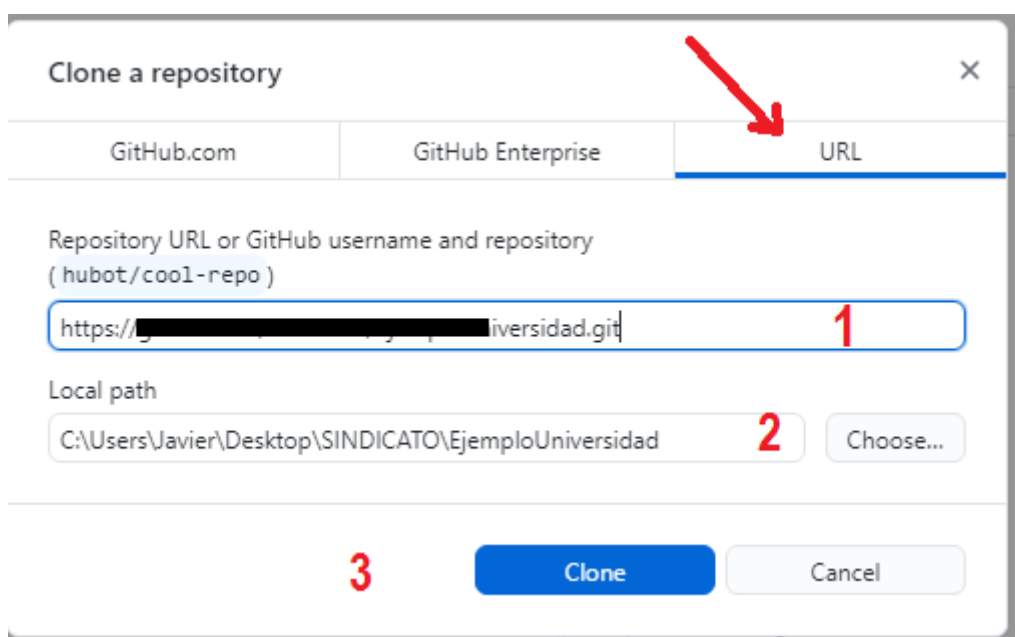 Clone a repository
GitHub.com
GitHub Enterprise
URL
Repository URL or GitHub username and repository
(hubot/cool-repo)
https:// iversidad.git
1
Local path
C:\Users\Javier\Desktop\SINDICATO\EjemploUniversidad
2
Choose...
3
Clone
Cancel